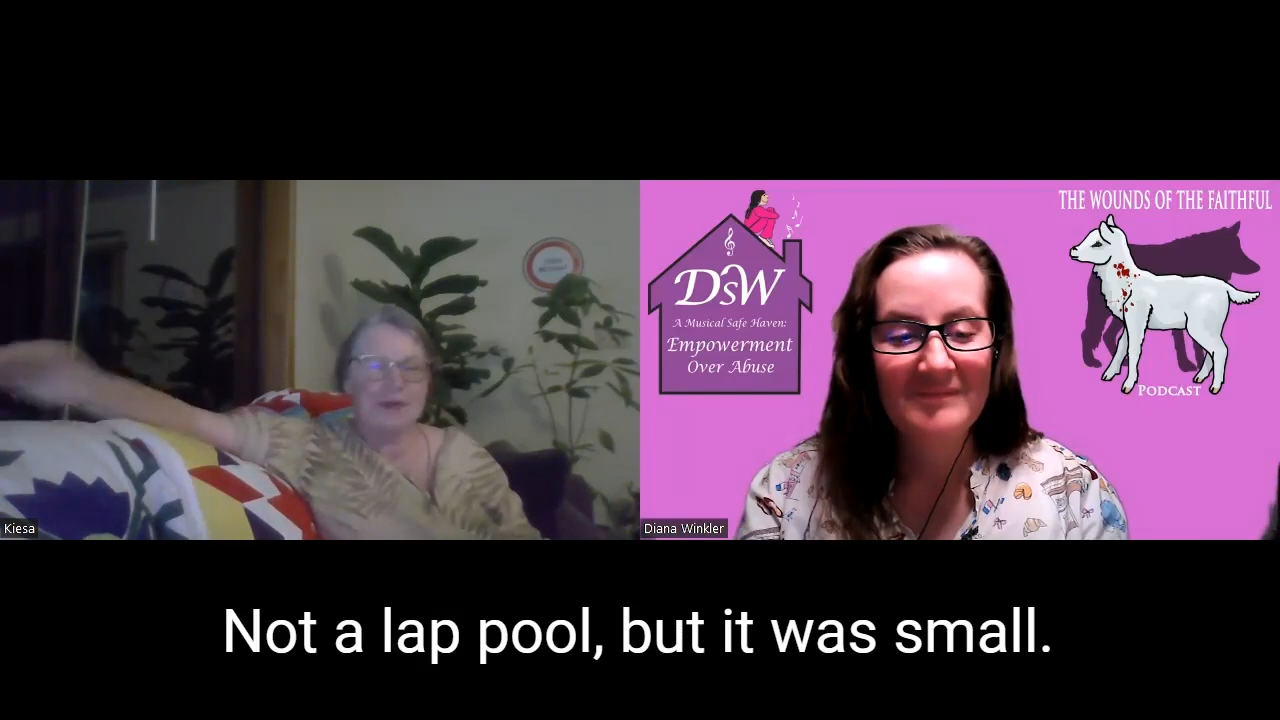 THE WOUNDS OF THE FAITHFUL
DSW
A Musical Safe Haven:
Empowerment
Over Abuse
PODCAST
Kiesa
Diana Winkler
Not a lap pool, but it was small.